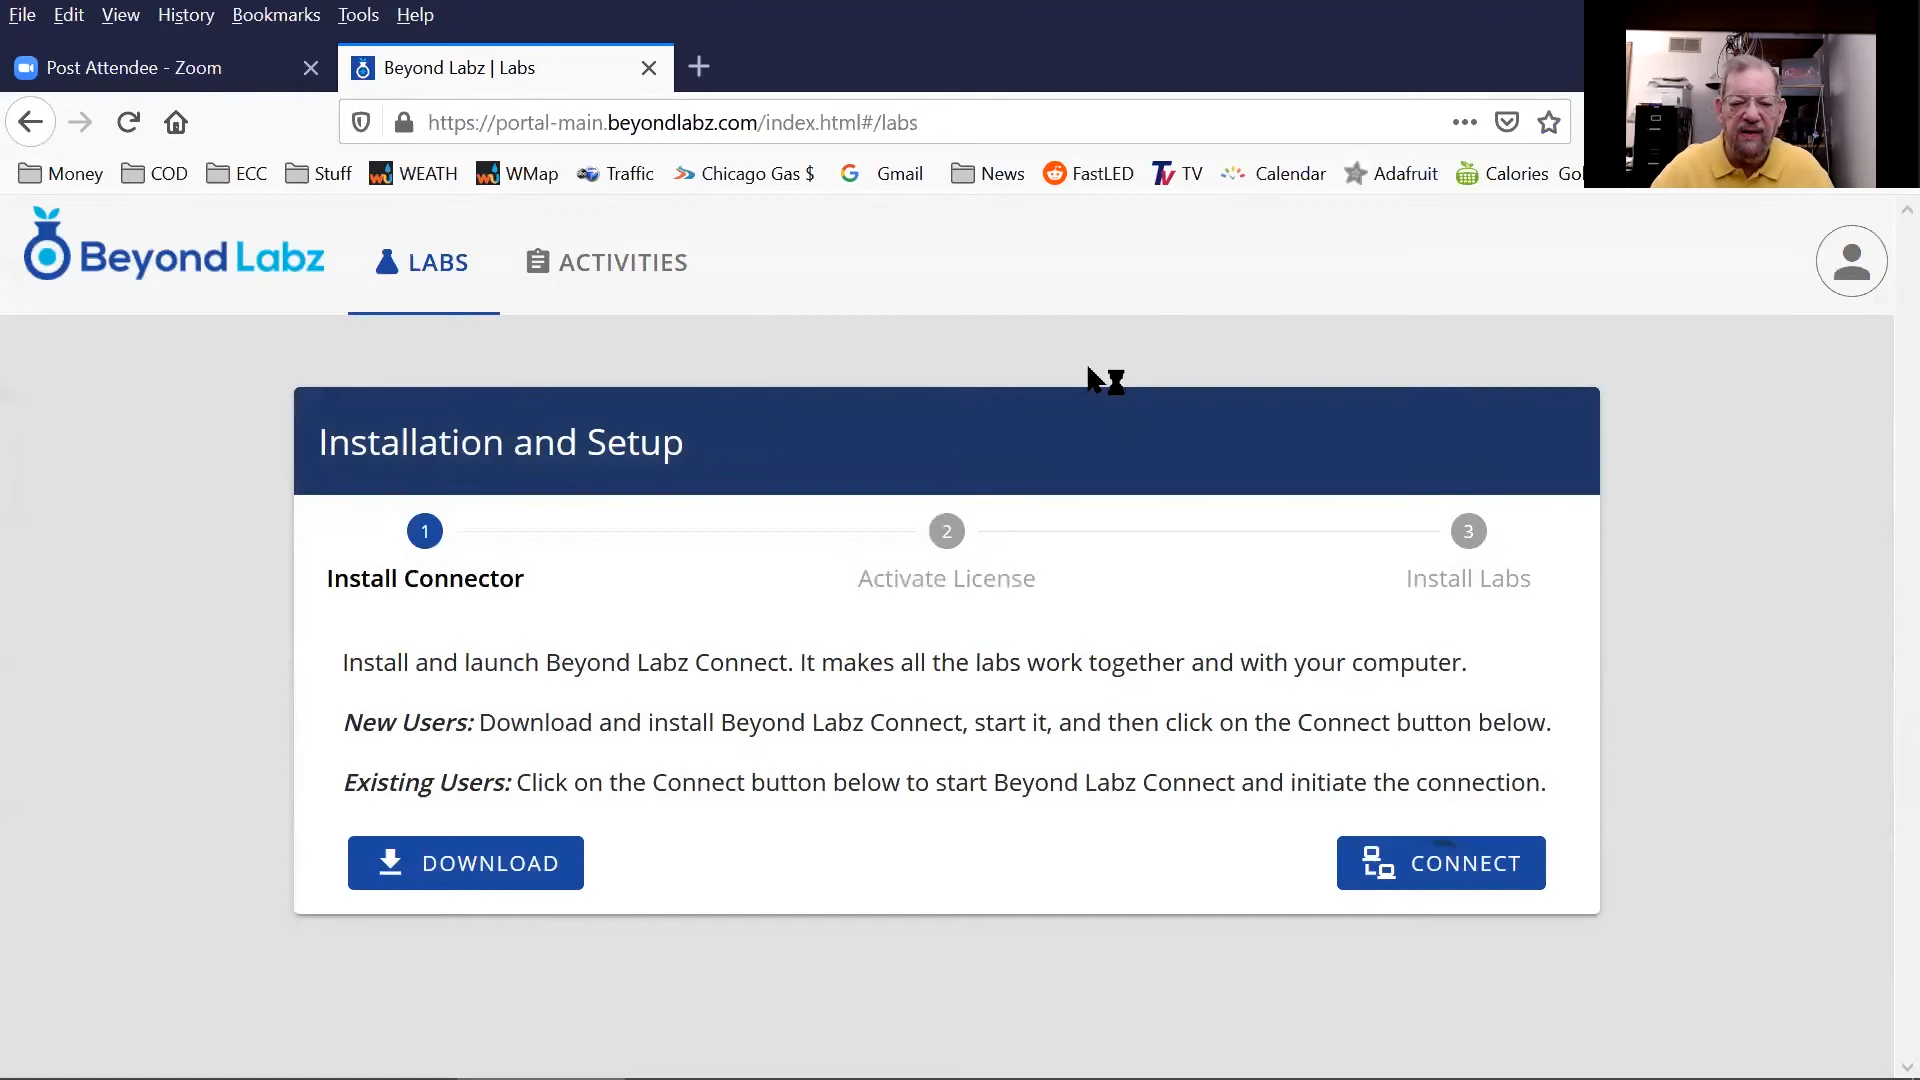 File Edit View History Bookmarks Tools Help
Post Attendee - Zoom
Beyond Labz | Labs
https://portal-main.beyondlabz.com/index.html#/labs
Money COD ECC Stuff WEATH WMap Traffic Chicago Gas $ Gmail News FastLED TV Calendar Adafruit Calories Go
Beyond Labz LABS ACTIVITIES
Installation and Setup
1 2 3
Install Connector Activate License Install Labs
Install and launch Beyond Labz Connect. It makes all the labs work together and with your computer.
New Users: Download and install Beyond Labz Connect, start it, and then click on the Connect button below.
Existing Users: Click on the Connect button below to start Beyond Labz Connect and initiate the connection.
DOWNLOAD CONNECT